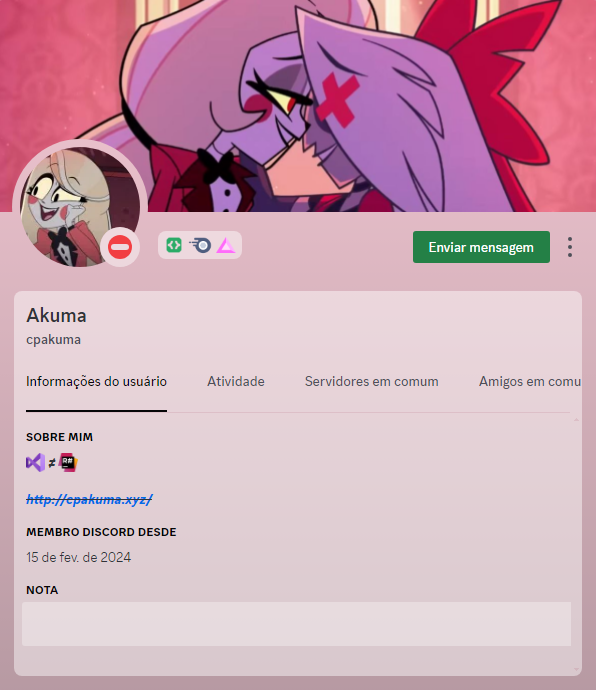 Enviar mensagem
Akuma
cpakuma
Informações do usuário Atividade Servidores em comum Amigos em comu
SOBRE MIM
≠ R#
http://cpakuma.xyz/
MEMBRO DISCORD DESDE
15 de fev. de 2024
NOTA